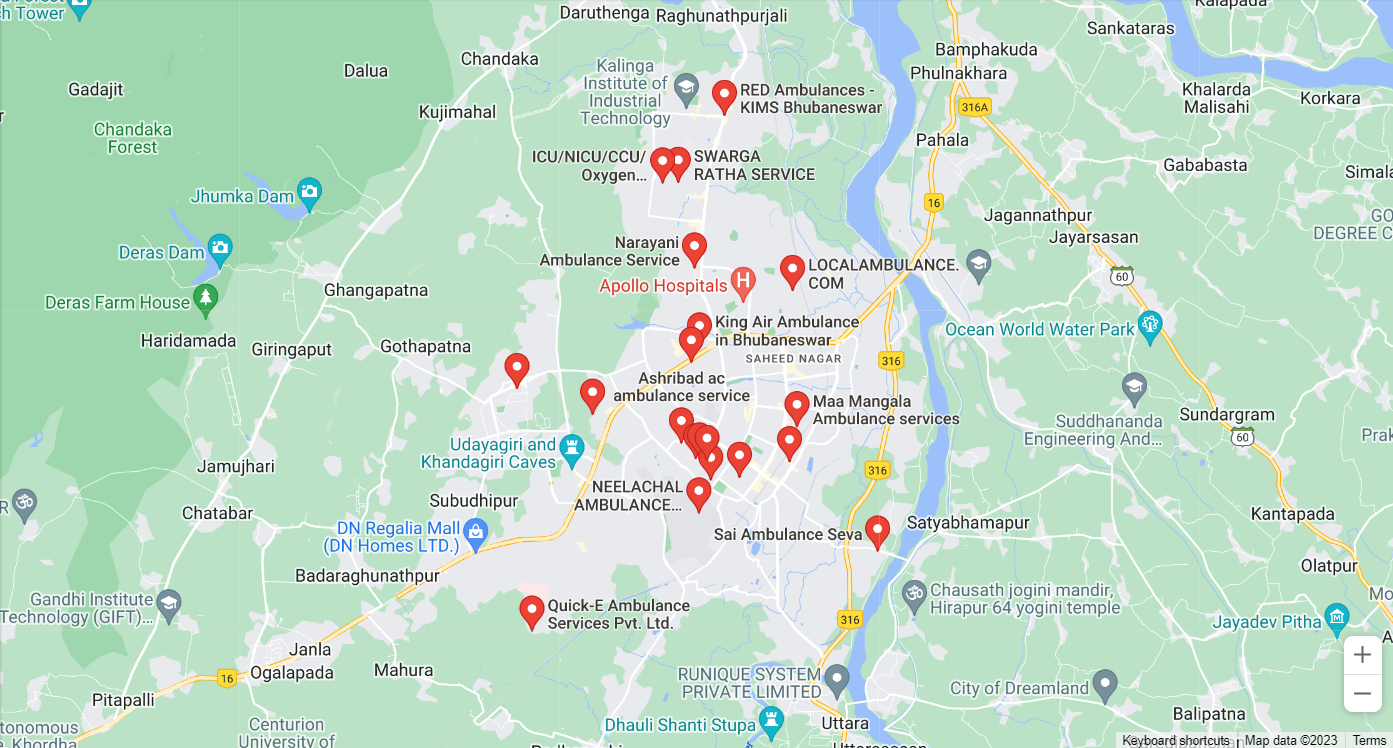 ch Tower
Daruthenga
Raghunathpurjali
Kalapada
Sankataras
Chandaka
Bamphakuda
Dalua
Kalinga
Institute of
Industrial
Technology
Phulnakhara
Gadajit
RED Ambulances -
KIMS Bhubaneswar
Khalarda
Malisahi
Korkara
Kujimahal
316A
Chandaka
Forest
Pahala
ICU/NICU/CCU/
Oxygen...
SWARGA
RATHA SERVICE
Gababasta
Jhumka Dam
16
Jagannathpur
Jayarsasan
DEGREE C
Deras Dam
Narayani
Ambulance Service
LOCALAMBULANCE.
COM
60
Apollo Hospitals
H
Ghangapatna
Deras Farm House
King Air Ambulance
in Bhubaneswar
Ocean World Water Park
Haridamada
Giringaput
Gothapatna
SAHEED NAGAR
316
Ashribad ac
ambulance service
Maa Mangala
Ambulance services
Suddhananda
Engineering And...
Sundargram
60
Udayagiri and
Khandagiri Caves
Jamujhari
316
NEELACHAL
AMBULANCE...
Subudhipur
Chatabar
DN Regalia Mall
(DN Homes LTD.)
Sai Ambulance Seva
Satyabhamapur
Kantapada
Olatpur
Badaraghunathpur
Chausath jogini mandir,
Hirapur 64 yogini temple
Gandhi Institute
Technology (GIFT)...
Quick-E Ambulance
Services Pvt. Ltd.
316
Jayadev Pitha
Janla
Ogalapada
Mahura
16
RUNIQUE SYSTEM
PRIVATE LIMITED
City of Dreamland
Pitapalli
Balipatna
Centurion
University of
Dhauli Shanti Stupa
Uttara
Khordha
Keyboard shortcuts
Map data ©2023
Terms